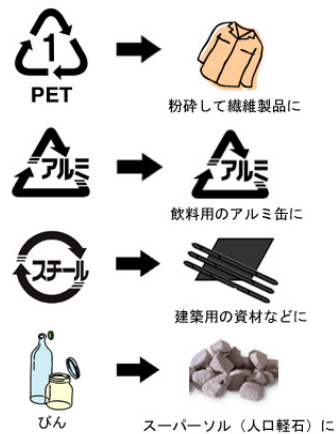 1
PET
粉砕して繊維製品に
アルミ
アルミ
飲料用のアルミ缶に
スチール
建築用の資材などに
びん
スーパーソル（人口軽石）に